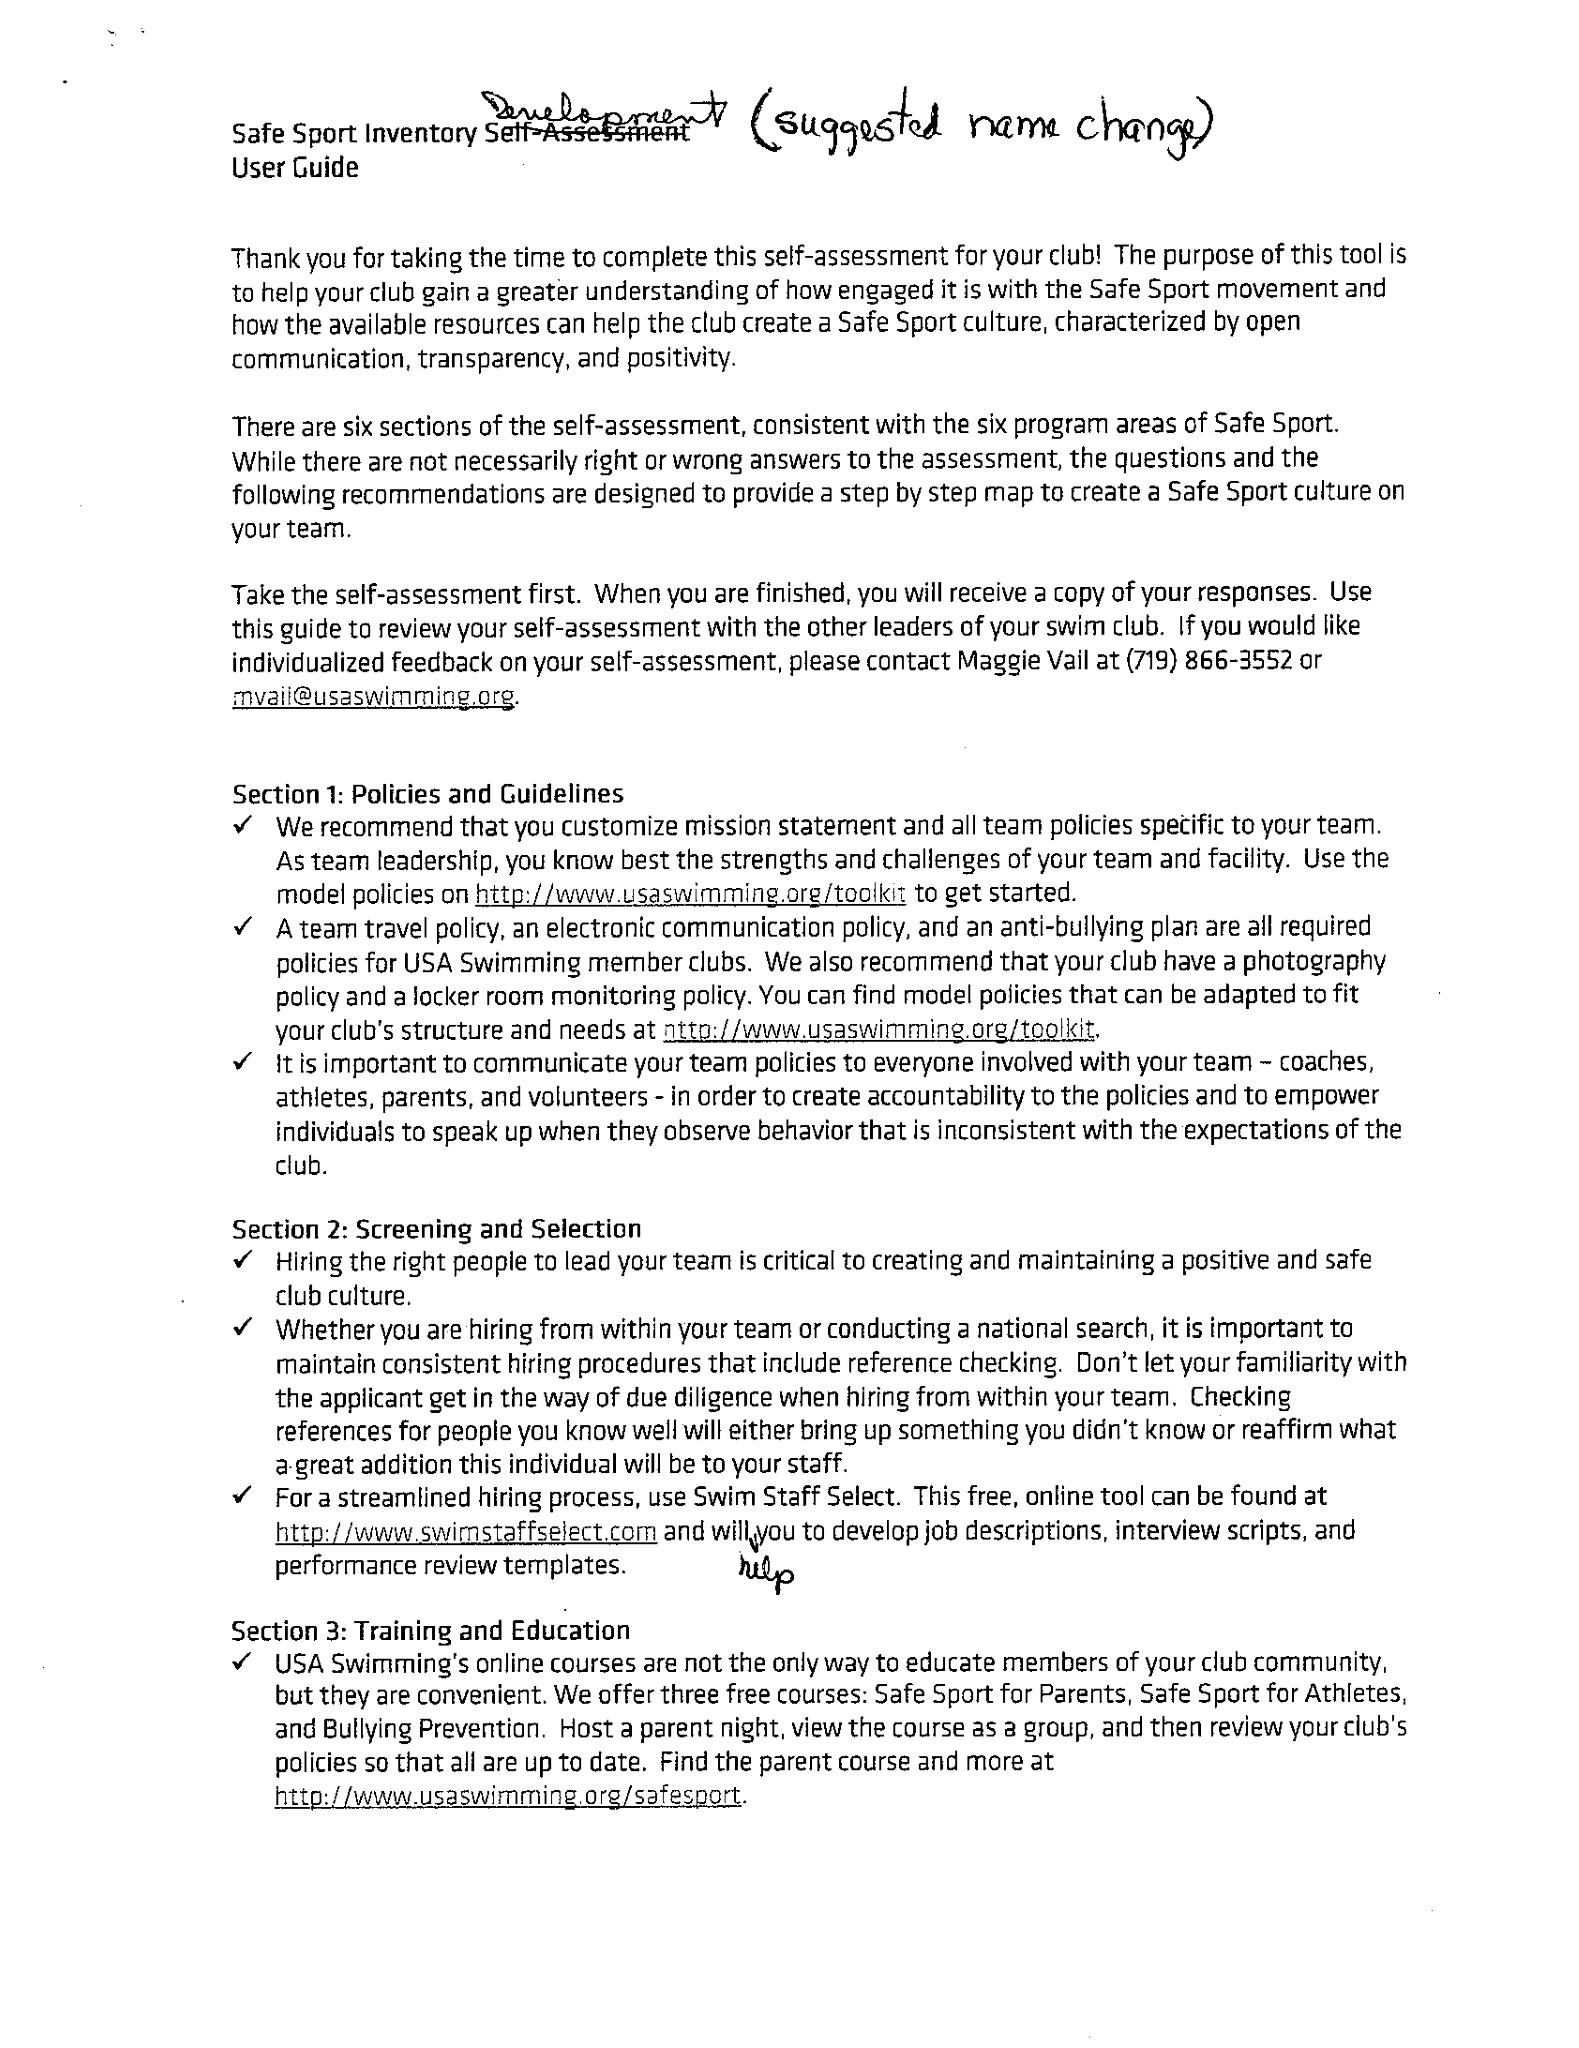 Development (suggested name change)
Safe Sport Inventory Self-Assessment
User Guide
Thank you for taking the time to complete this self-assessment for your club! The purpose of this tool is
to help your club gain a greater understanding of how engaged it is with the Safe Sport movement and
how the available resources can help the club create a Safe Sport culture, characterized by open
communication, transparency, and positivity.
There are six sections of the self-assessment, consistent with the six program areas of Safe Sport.
While there are not necessarily right or wrong answers to the assessment, the questions and the
following recommendations are designed to provide a step by step map to create a Safe Sport culture on
your team.
Take the self-assessment first. When you are finished, you will receive a copy of your responses. Use
this guide to review your self-assessment with the other leaders of your swim club. If you would like
individualized feedback on your self-assessment, please contact Maggie Vail at (719) 866-3552 or
mvail@usaswimming.org.
Section 1: Policies and Guidelines
✓ We recommend that you customize mission statement and all team policies specific to your team.
As team leadership, you know best the strengths and challenges of your team and facility. Use the
model policies on http://www.usaswimming.org/toolkit to get started.
✓ A team travel policy, an electronic communication policy, and an anti-bullying plan are all required
policies for USA Swimming member clubs. We also recommend that your club have a photography
policy and a locker room monitoring policy. You can find model policies that can be adapted to fit
your club's structure and needs at http://www.usaswimming.org/toolkit.
✓ It is important to communicate your team policies to everyone involved with your team – coaches,
athletes, parents, and volunteers - in order to create accountability to the policies and to empower
individuals to speak up when they observe behavior that is inconsistent with the expectations of the
club.
Section 2: Screening and Selection
✓ Hiring the right people to lead your team is critical to creating and maintaining a positive and safe
club culture.
✓ Whether you are hiring from within your team or conducting a national search, it is important to
maintain consistent hiring procedures that include reference checking. Don't let your familiarity with
the applicant get in the way of due diligence when hiring from within your team. Checking
references for people you know well will either bring up something you didn't know or reaffirm what
a great addition this individual will be to your staff.
✓ For a streamlined hiring process, use Swim Staff Select. This free, online tool can be found at
http://www.swimstaffselect.com and will you to develop job descriptions, interview scripts, and
performance review templates.
help
Section 3: Training and Education
✓ USA Swimming's online courses are not the only way to educate members of your club community,
but they are convenient. We offer three free courses: Safe Sport for Parents, Safe Sport for Athletes,
and Bullying Prevention. Host a parent night, view the course as a group, and then review your club's
policies so that all are up to date. Find the parent course and more at
http://www.usaswimming.org/safesport.